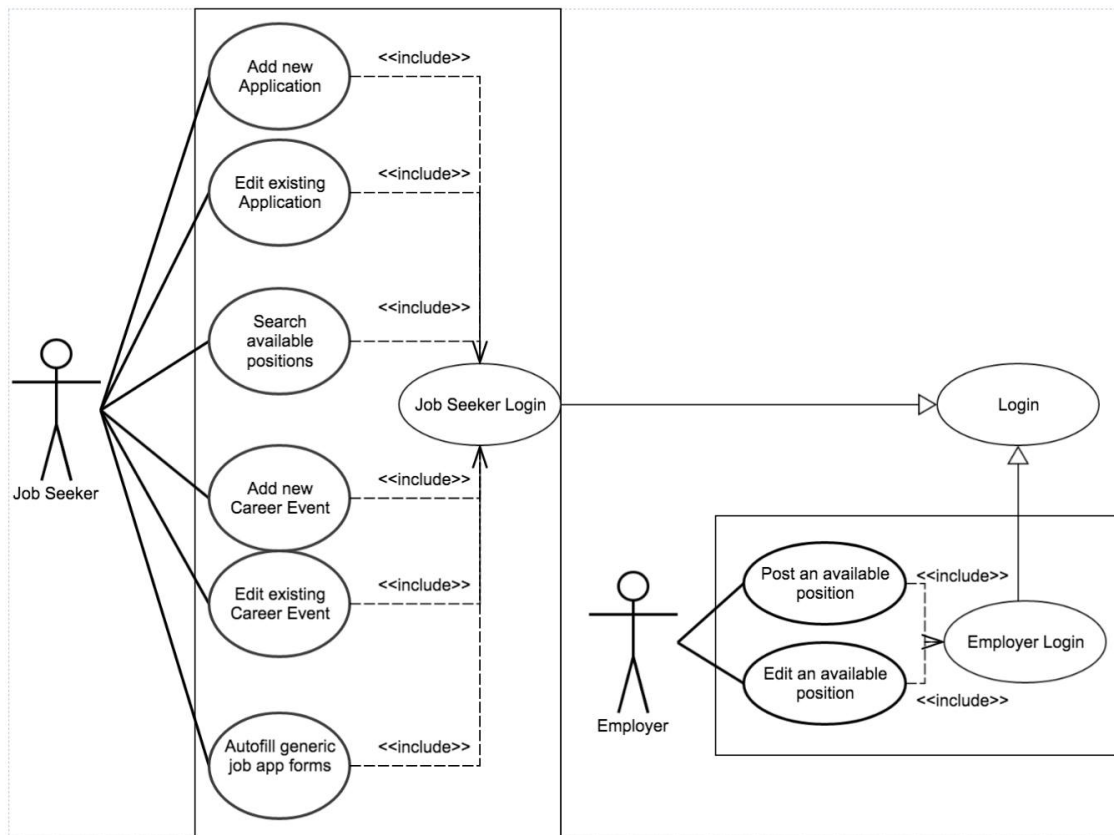 Add new
Application
<<include>>
Edit existing
Application
<<include>>
Search
available
positions
<<include>>
Job Seeker
Job Seeker Login
Login
Add new
Career Event
<<include>>
Edit existing
Career Event
<<include>>
Autofill generic
job app forms
<<include>>
Employer
Post an available
position
<<include>>
Employer Login
Edit an available
position
<<include>>